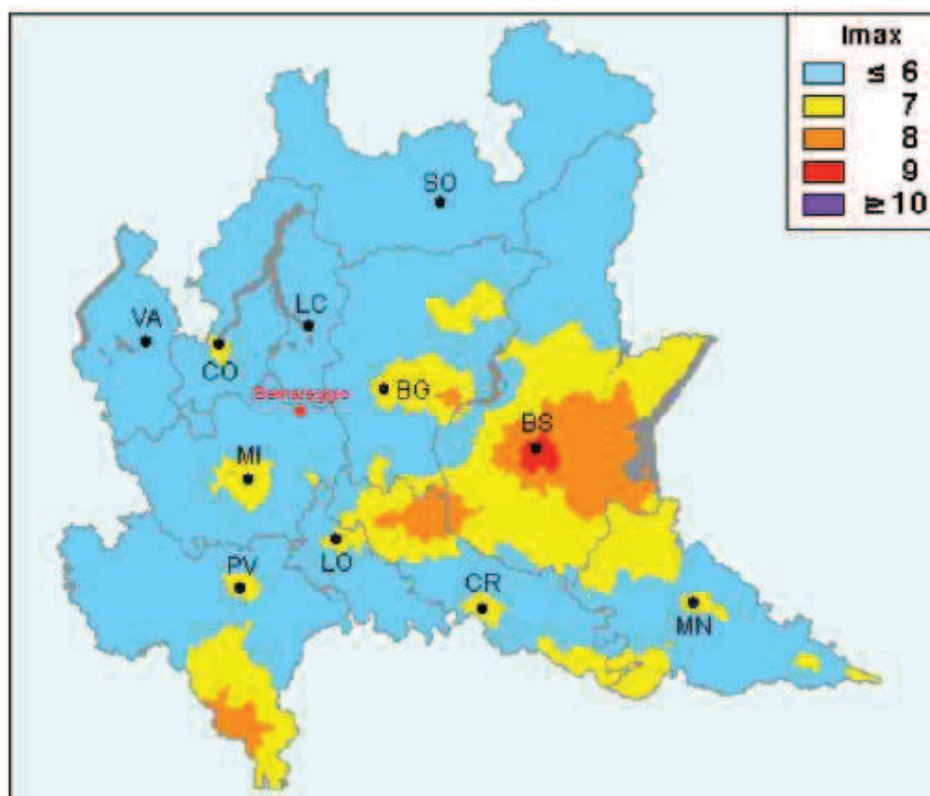 Imax
≦ 6
7
8
9
≧ 10
SO
LC
VA
CO
BG
Bernareggio
BS
MI
LO
PV
CR
MN